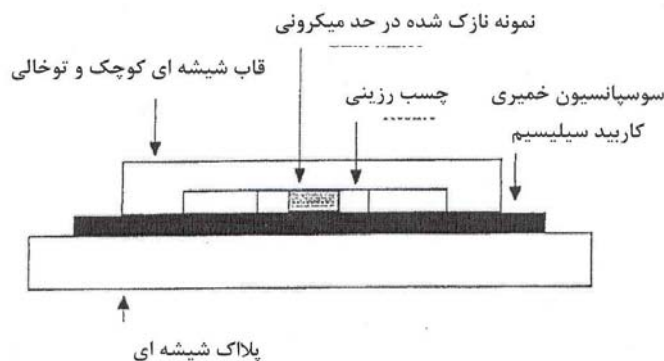 نمونه نازک شده در حد میکرونی
قاب شیشه ای کوچک و توخالی
چسب رزینی
سوسپانسیون خمیری
کاربید سیلیسیم
پلااک شیشه ای